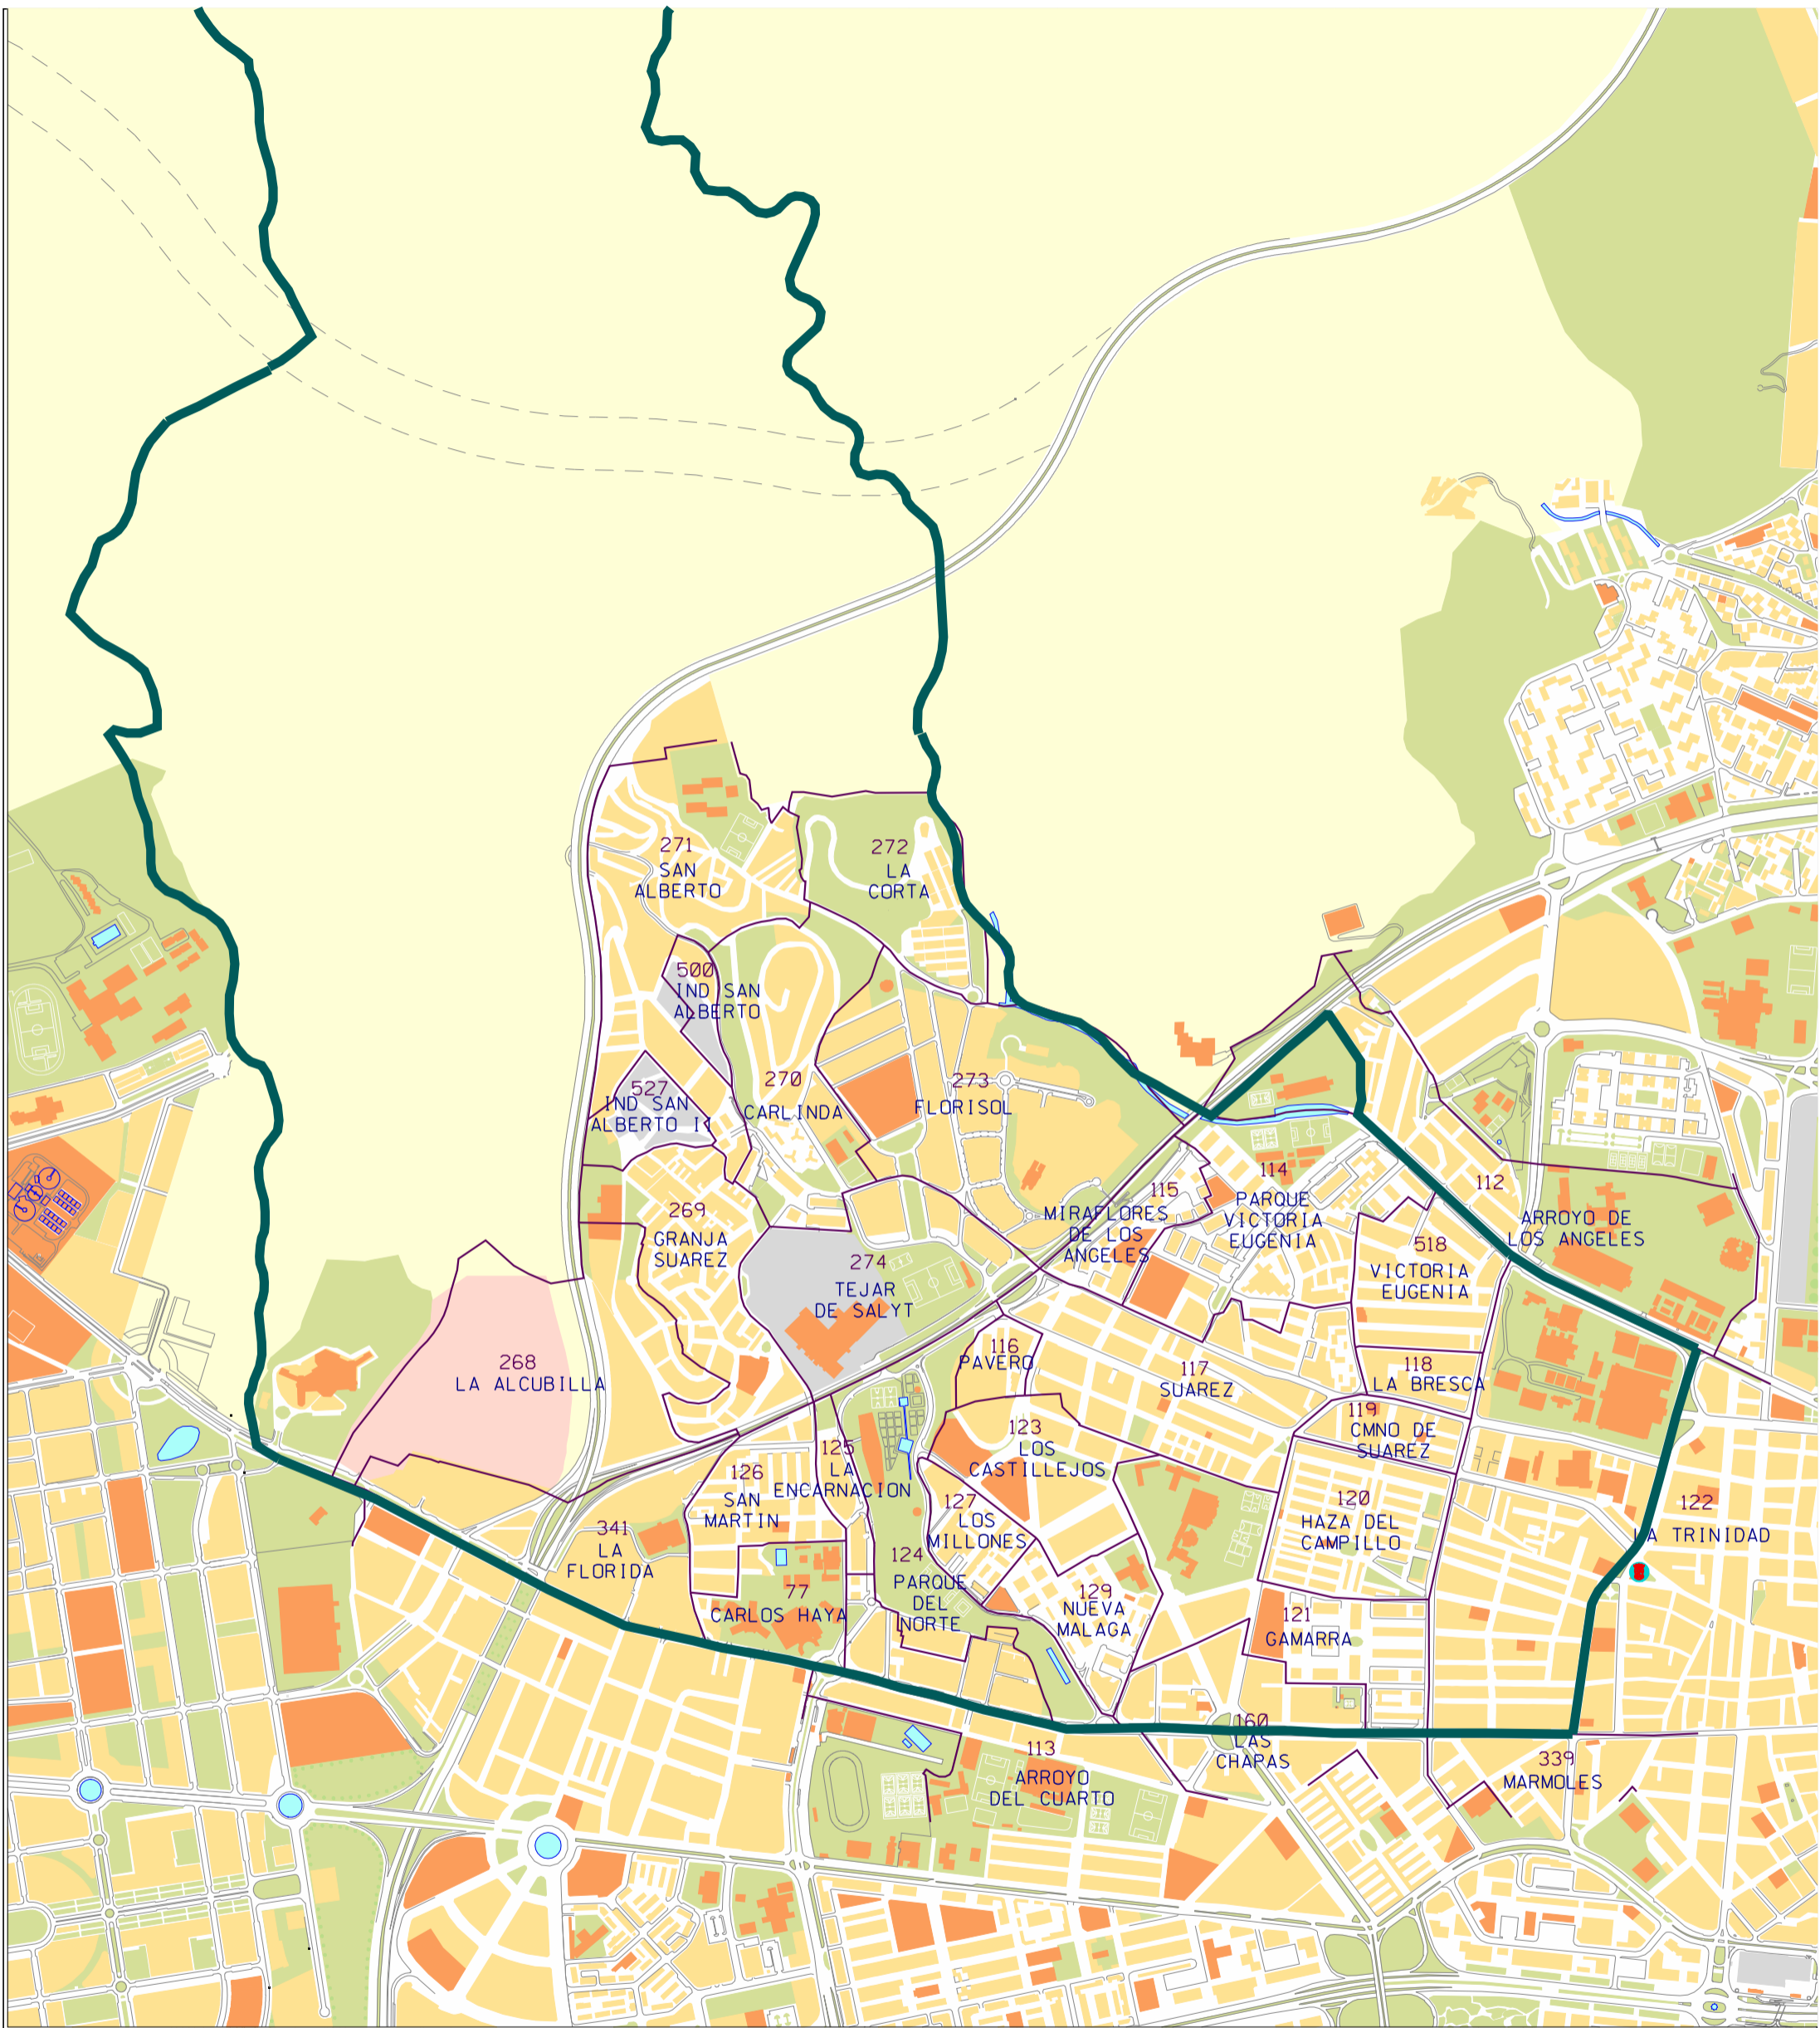 271
SAN
ALBERTO
272
LA
CORTA
500
IND SAN
ALBERTO
527
IND SAN
ALBERTO II
270
CARLINDA
273
FLORISOL
269
GRANJA
SUAREZ
274
TEJAR
DE SALYT
115
MIRAFLORES
DE LOS
ANGELES
114
PARQUE
VICTORIA
EUGENIA
112
ARROYO DE
LOS ANGELES
518
VICTORIA
EUGENIA
268
LA ALCUBILLA
116
PAVERO
117
SUAREZ
118
LA BRESCA
119
CMNO DE
SUAREZ
123
LOS
CASTILLEJOS
125
LA
ENCARNACION
126
SAN
MARTIN
127
LOS
MILLONES
120
HAZA DEL
CAMPILLO
122
LA TRINIDAD
341
LA
FLORIDA
124
PARQUE
DEL
NORTE
77
CARLOS HAYA
129
NUEVA
MALAGA
121
GAMARRA
160
LAS
CHAPAS
113
ARROYO
DEL CUARTO
339
MARMOLES